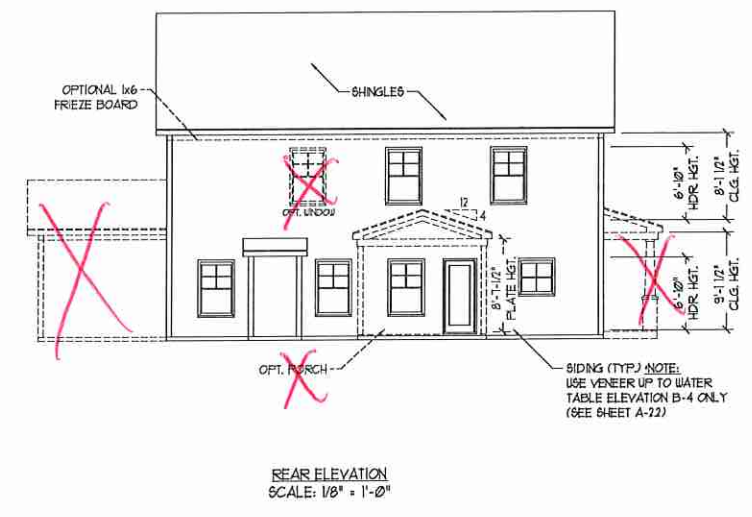 OPTIONAL 1x6
FRIEZE BOARD
SHINGLES
OPT. WINDOW
12
4
6'-10"
HDR. HGT.
8'-1 1/2"
CLG. HGT.
8'-7-1/2"
PLATE HGT.
6'-10"
HDR. HGT.
9'-1 1/2"
CLG. HGT.
OPT. PORCH
SIDING (TYP.) *NOTE:
USE VENEER UP TO WATER
TABLE ELEVATION B-4 ONLY
(SEE SHEET A-22)
REAR ELEVATION
SCALE: 1/8" = 1'-0"